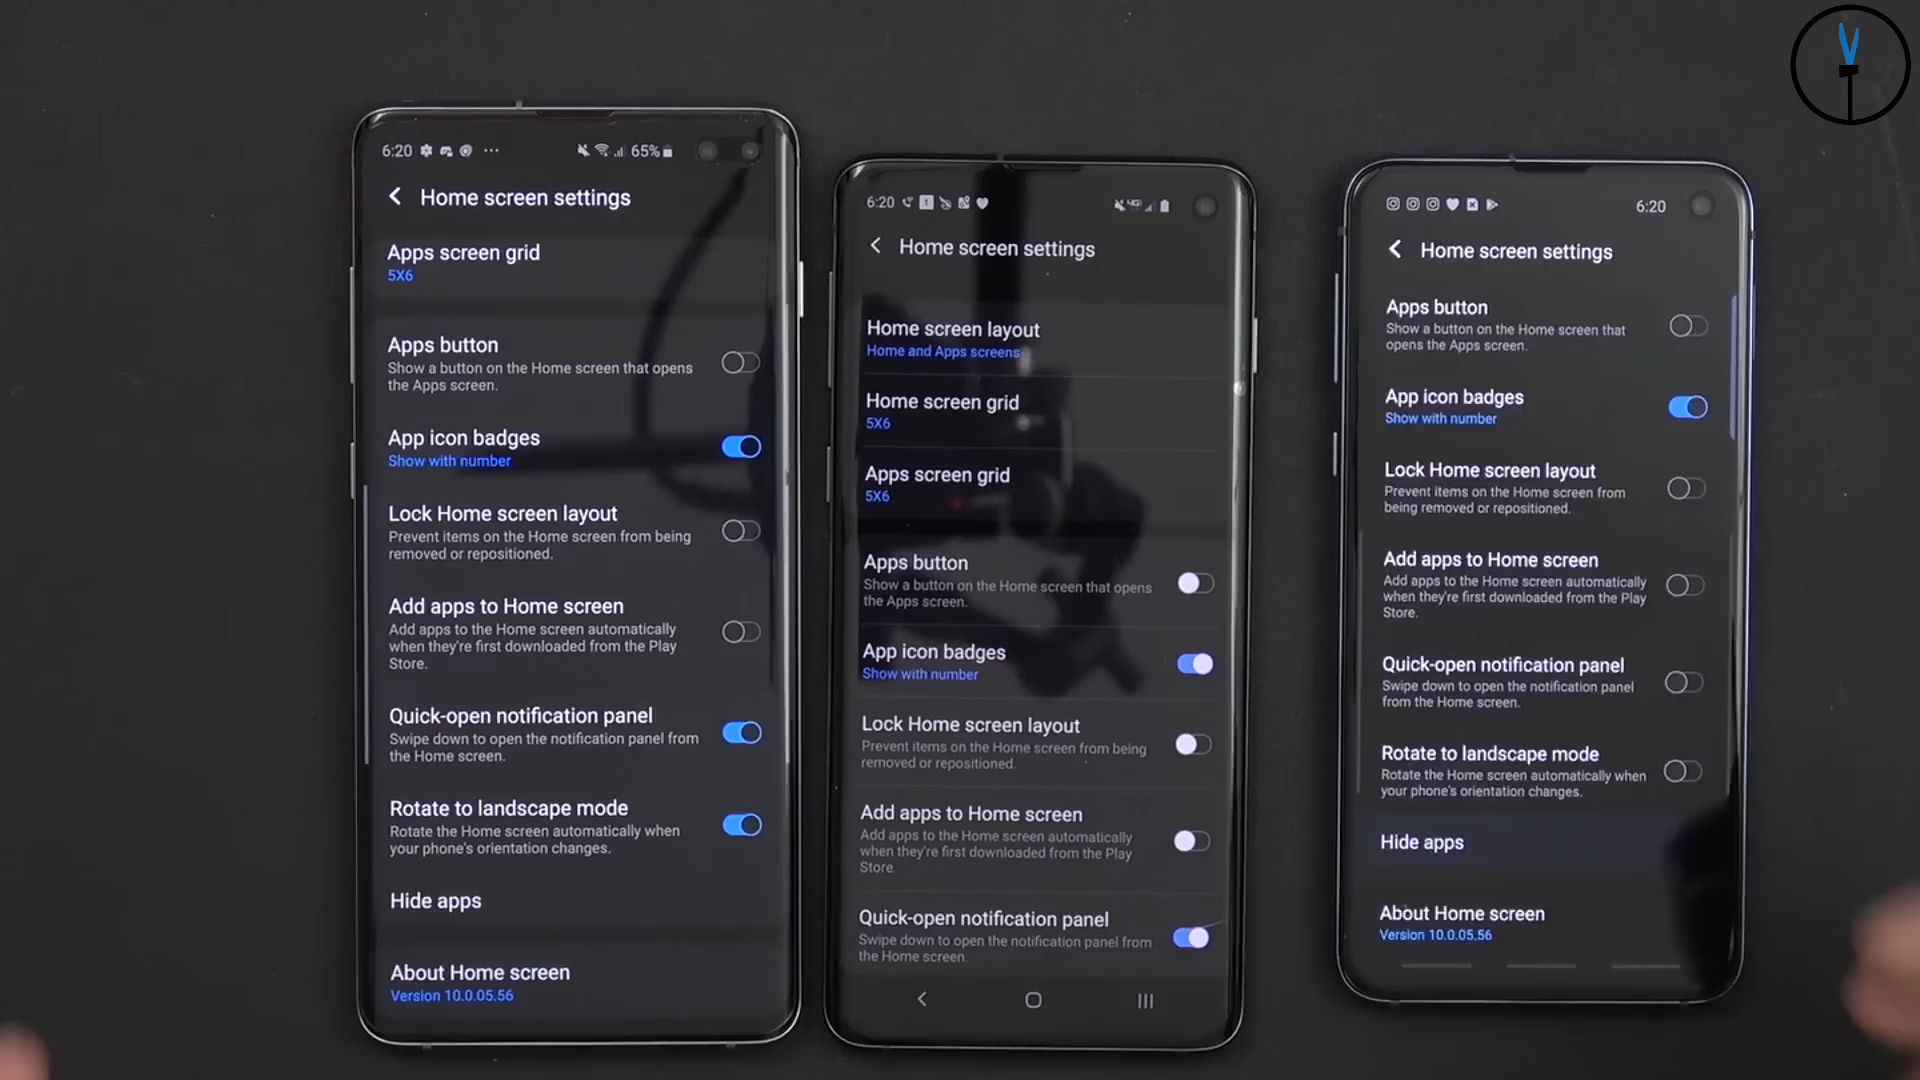 6:20
65%
Home screen settings
Apps screen grid
5X6
Apps button
Show a button on the Home screen that opens
the Apps screen.
App icon badges
Show with number
Lock Home screen layout
Prevent items on the Home screen from being
removed or repositioned.
Add apps to Home screen
Add apps to the Home screen automatically
when they're first downloaded from the Play
Store.
Quick-open notification panel
Swipe down to open the notification panel from
the Home screen.
Rotate to landscape mode
Rotate the Home screen automatically when
your phone's orientation changes.
Hide apps
About Home screen
Version 10.0.05.56
6:20
Home screen settings
Home screen layout
Home and Apps screens
Home screen grid
5X6
Apps screen grid
5X6
Apps button
Show a button on the Home screen that opens
the Apps screen.
App icon badges
Show with number
Lock Home screen layout
Prevent items on the Home screen from being
removed or repositioned.
Add apps to Home screen
Add apps to the Home screen automatically
when they're first downloaded from the Play
Store.
Quick-open notification panel
Swipe down to open the notification panel from
the Home screen.
6:20
Home screen settings
Apps button
Show a button on the Home screen that
opens the Apps screen.
App icon badges
Show with number
Lock Home screen layout
Prevent items on the Home screen from
being removed or repositioned.
Add apps to Home screen
Add apps to the Home screen automatically
when they're first downloaded from the Play
Store.
Quick-open notification panel
Swipe down to open the notification panel
from the Home screen.
Rotate to landscape mode
Rotate the Home screen automatically when
your phone's orientation changes.
Hide apps
About Home screen
Version 10.0.05.56